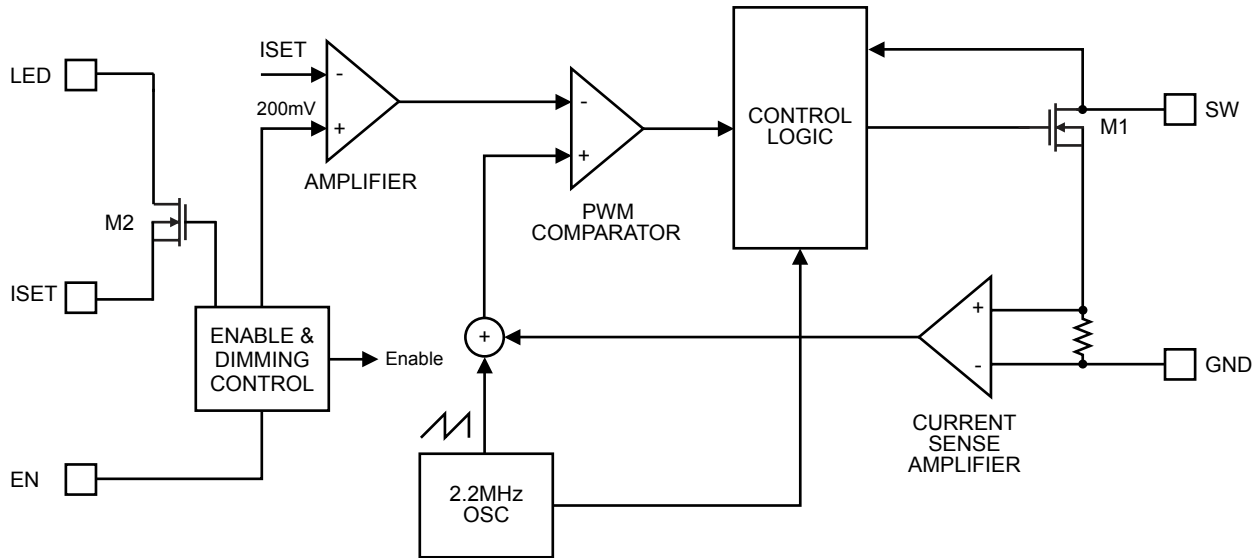 ISET
LED
-
200mV
+
AMPLIFIER
-
+
PWM
COMPARATOR
CONTROL
LOGIC
M1
SW
M2
ISET
ENABLE &
DIMMING
CONTROL
Enable
+
+
-
GND
CURRENT
SENSE
AMPLIFIER
EN
2.2MHz
OSC